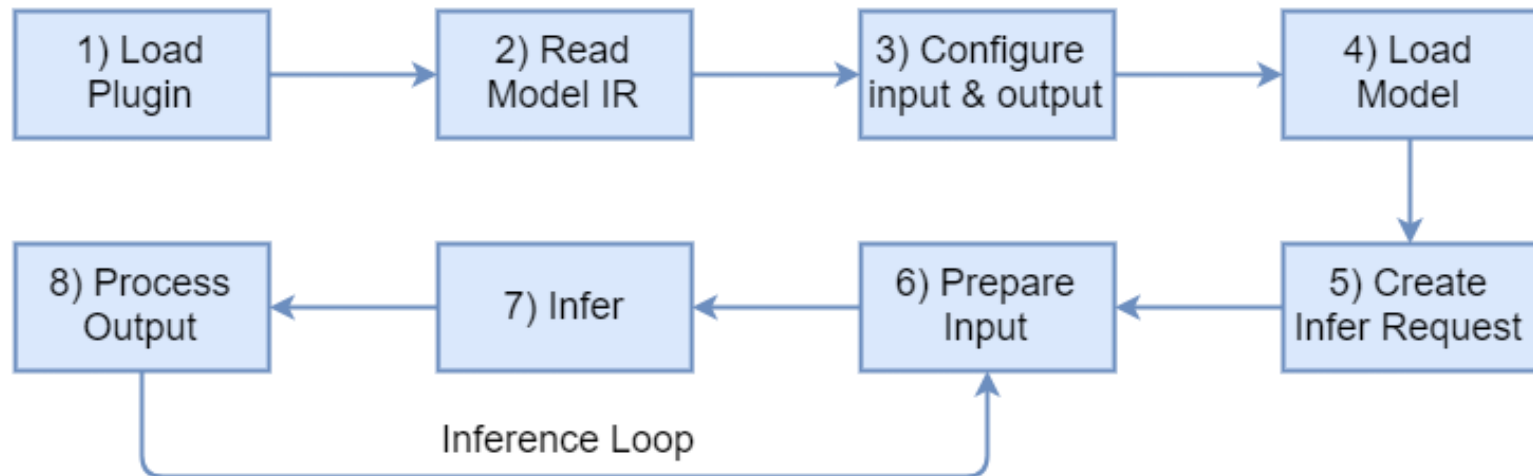 1) Load
Plugin
2) Read
Model IR
3) Configure
input & output
4) Load
Model
5) Create
Infer Request
6) Prepare
Input
7) Infer
8) Process
Output
Inference Loop